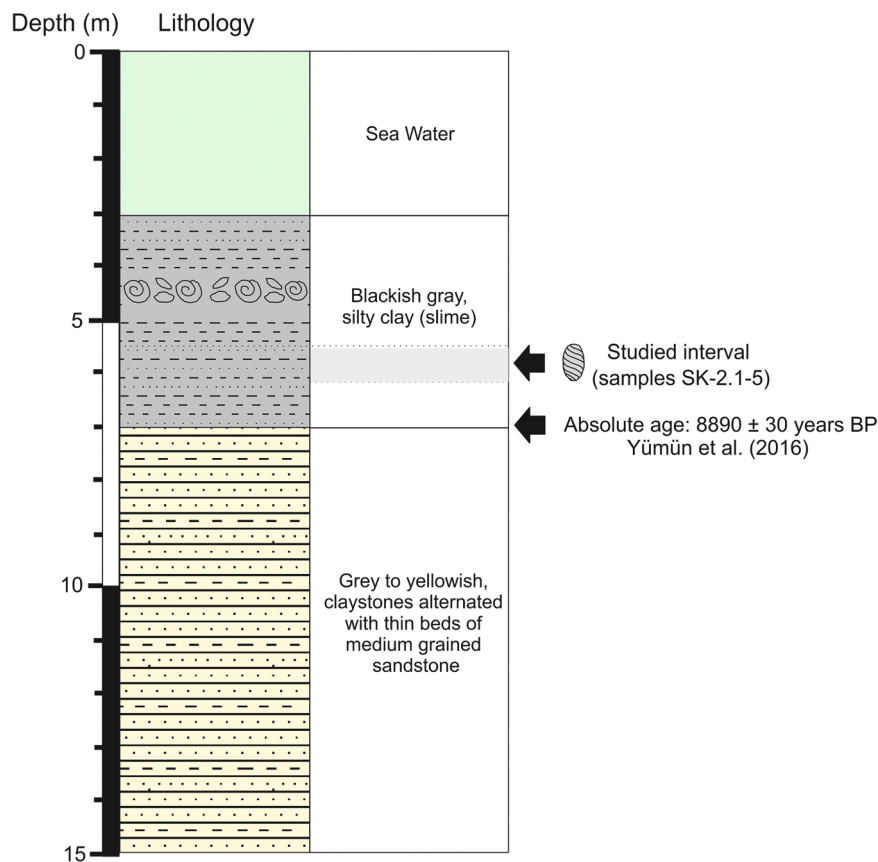 Depth (m) Lithology
0
Sea Water
Blackish gray,
silty clay (slime)
5
Studied interval
(samples SK-2.1-5)
Absolute age: 8890 ± 30 years BP
Yümün et al. (2016)
10
Grey to yellowish,
claystones alternated
with thin beds of
medium grained
sandstone
15